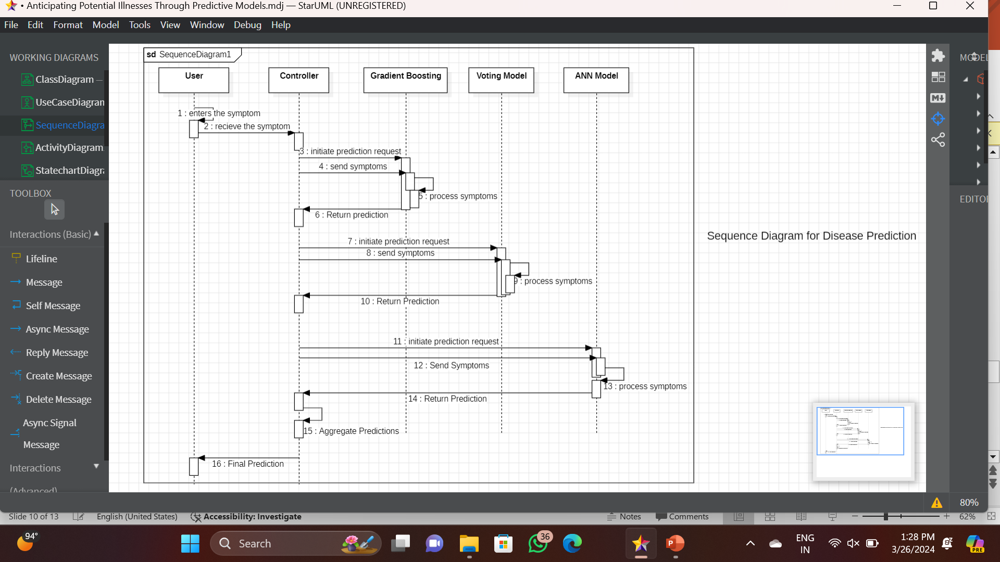 • Anticipating Potential Illnesses Through Predictive Models.mdj — StarUML (UNREGISTERED)
File Edit Format Model Tools View Window Debug Help
WORKING DIAGRAMS
ClassDiagram —
UseCaseDiagram
SequenceDiagra
ActivityDiagram
StatechartDiagra
TOOLBOX
Interactions (Basic)
Lifeline
Message
Self Message
Async Message
Reply Message
Create Message
Delete Message
Async Signal
Message
Interactions
(Advanced)
sd SequenceDiagram1
User
Controller
Gradient Boosting
Voting Model
ANN Model
1 : enters the symptom
2 : recieve the symptom
3 : initiate prediction request
4 : send symptoms
5 : process symptoms
6 : Return prediction
7 : initiate prediction request
8 : send symptoms
9 : process symptoms
10 : Return Prediction
11 : initiate prediction request
12 : Send Symptoms
13 : process symptoms
14 : Return Prediction
15 : Aggregate Predictions
16 : Final Prediction
Sequence Diagram for Disease Prediction
M
MODEL
EDITO
80%
Slide 10 of 13
English (United States)
Accessibility: Investigate
Notes
Comments
62%
94°
Search
36
P
ENG
IN
1:28 PM
3/26/2024
PRE